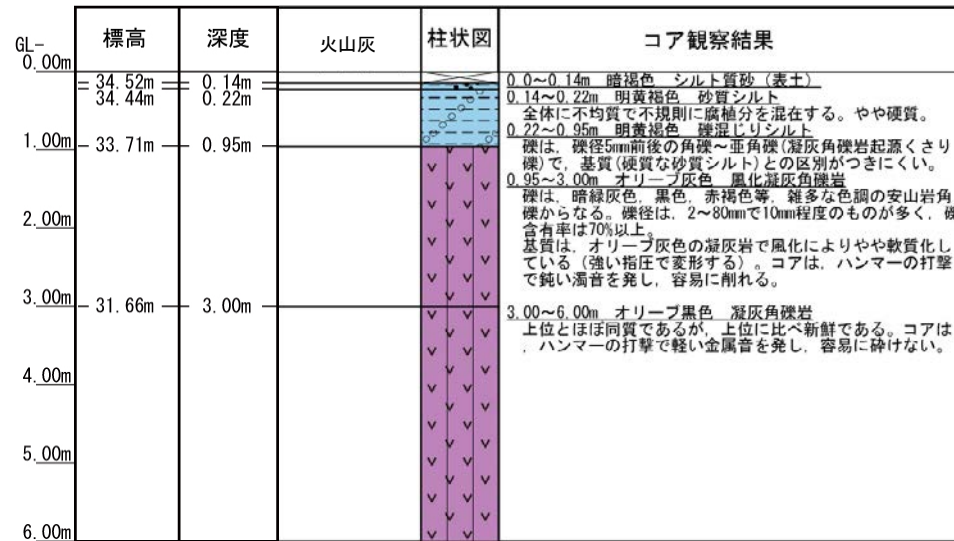 標高 深度 火山灰 柱状図 コア観察結果
GL-
0.00m
34.52m 0.14m
34.44m 0.22m
1.00m
33.71m 0.95m
2.00m
3.00m
31.66m 3.00m
4.00m
5.00m
6.00m
0.0～0.14m 暗褐色 シルト質砂（表土）
0.14～0.22m 明黄褐色 砂質シルト
全体に不均質で不規則に腐植分を混在する。やや硬質。
0.22～0.95m 明黄褐色 礫混じりシルト
礫は，礫径5mm前後の角礫～亜角礫(凝灰角礫岩起源くさり
礫)で，基質(硬質な砂質シルト)との区別がつきにくい。
0.95～3.00m オリーブ灰色 風化凝灰角礫岩
礫は，暗緑灰色，黒色，赤褐色等，雑多な色調の安山岩角
礫からなる。礫径は，2～80mmで10mm程度のものが多く，礫
含有率は70%以上。
基質は，オリーブ灰色の凝灰岩で風化によりやや軟質化し
ている（強い指圧で変形する）。コアは，ハンマーの打撃
で鈍い濁音を発し，容易に削れる。
3.00～6.00m オリーブ黒色 凝灰角礫岩
上位とほぼ同質であるが，上位に比べ新鮮である。コアは
，ハンマーの打撃で軽い金属音を発し，容易に砕けない。